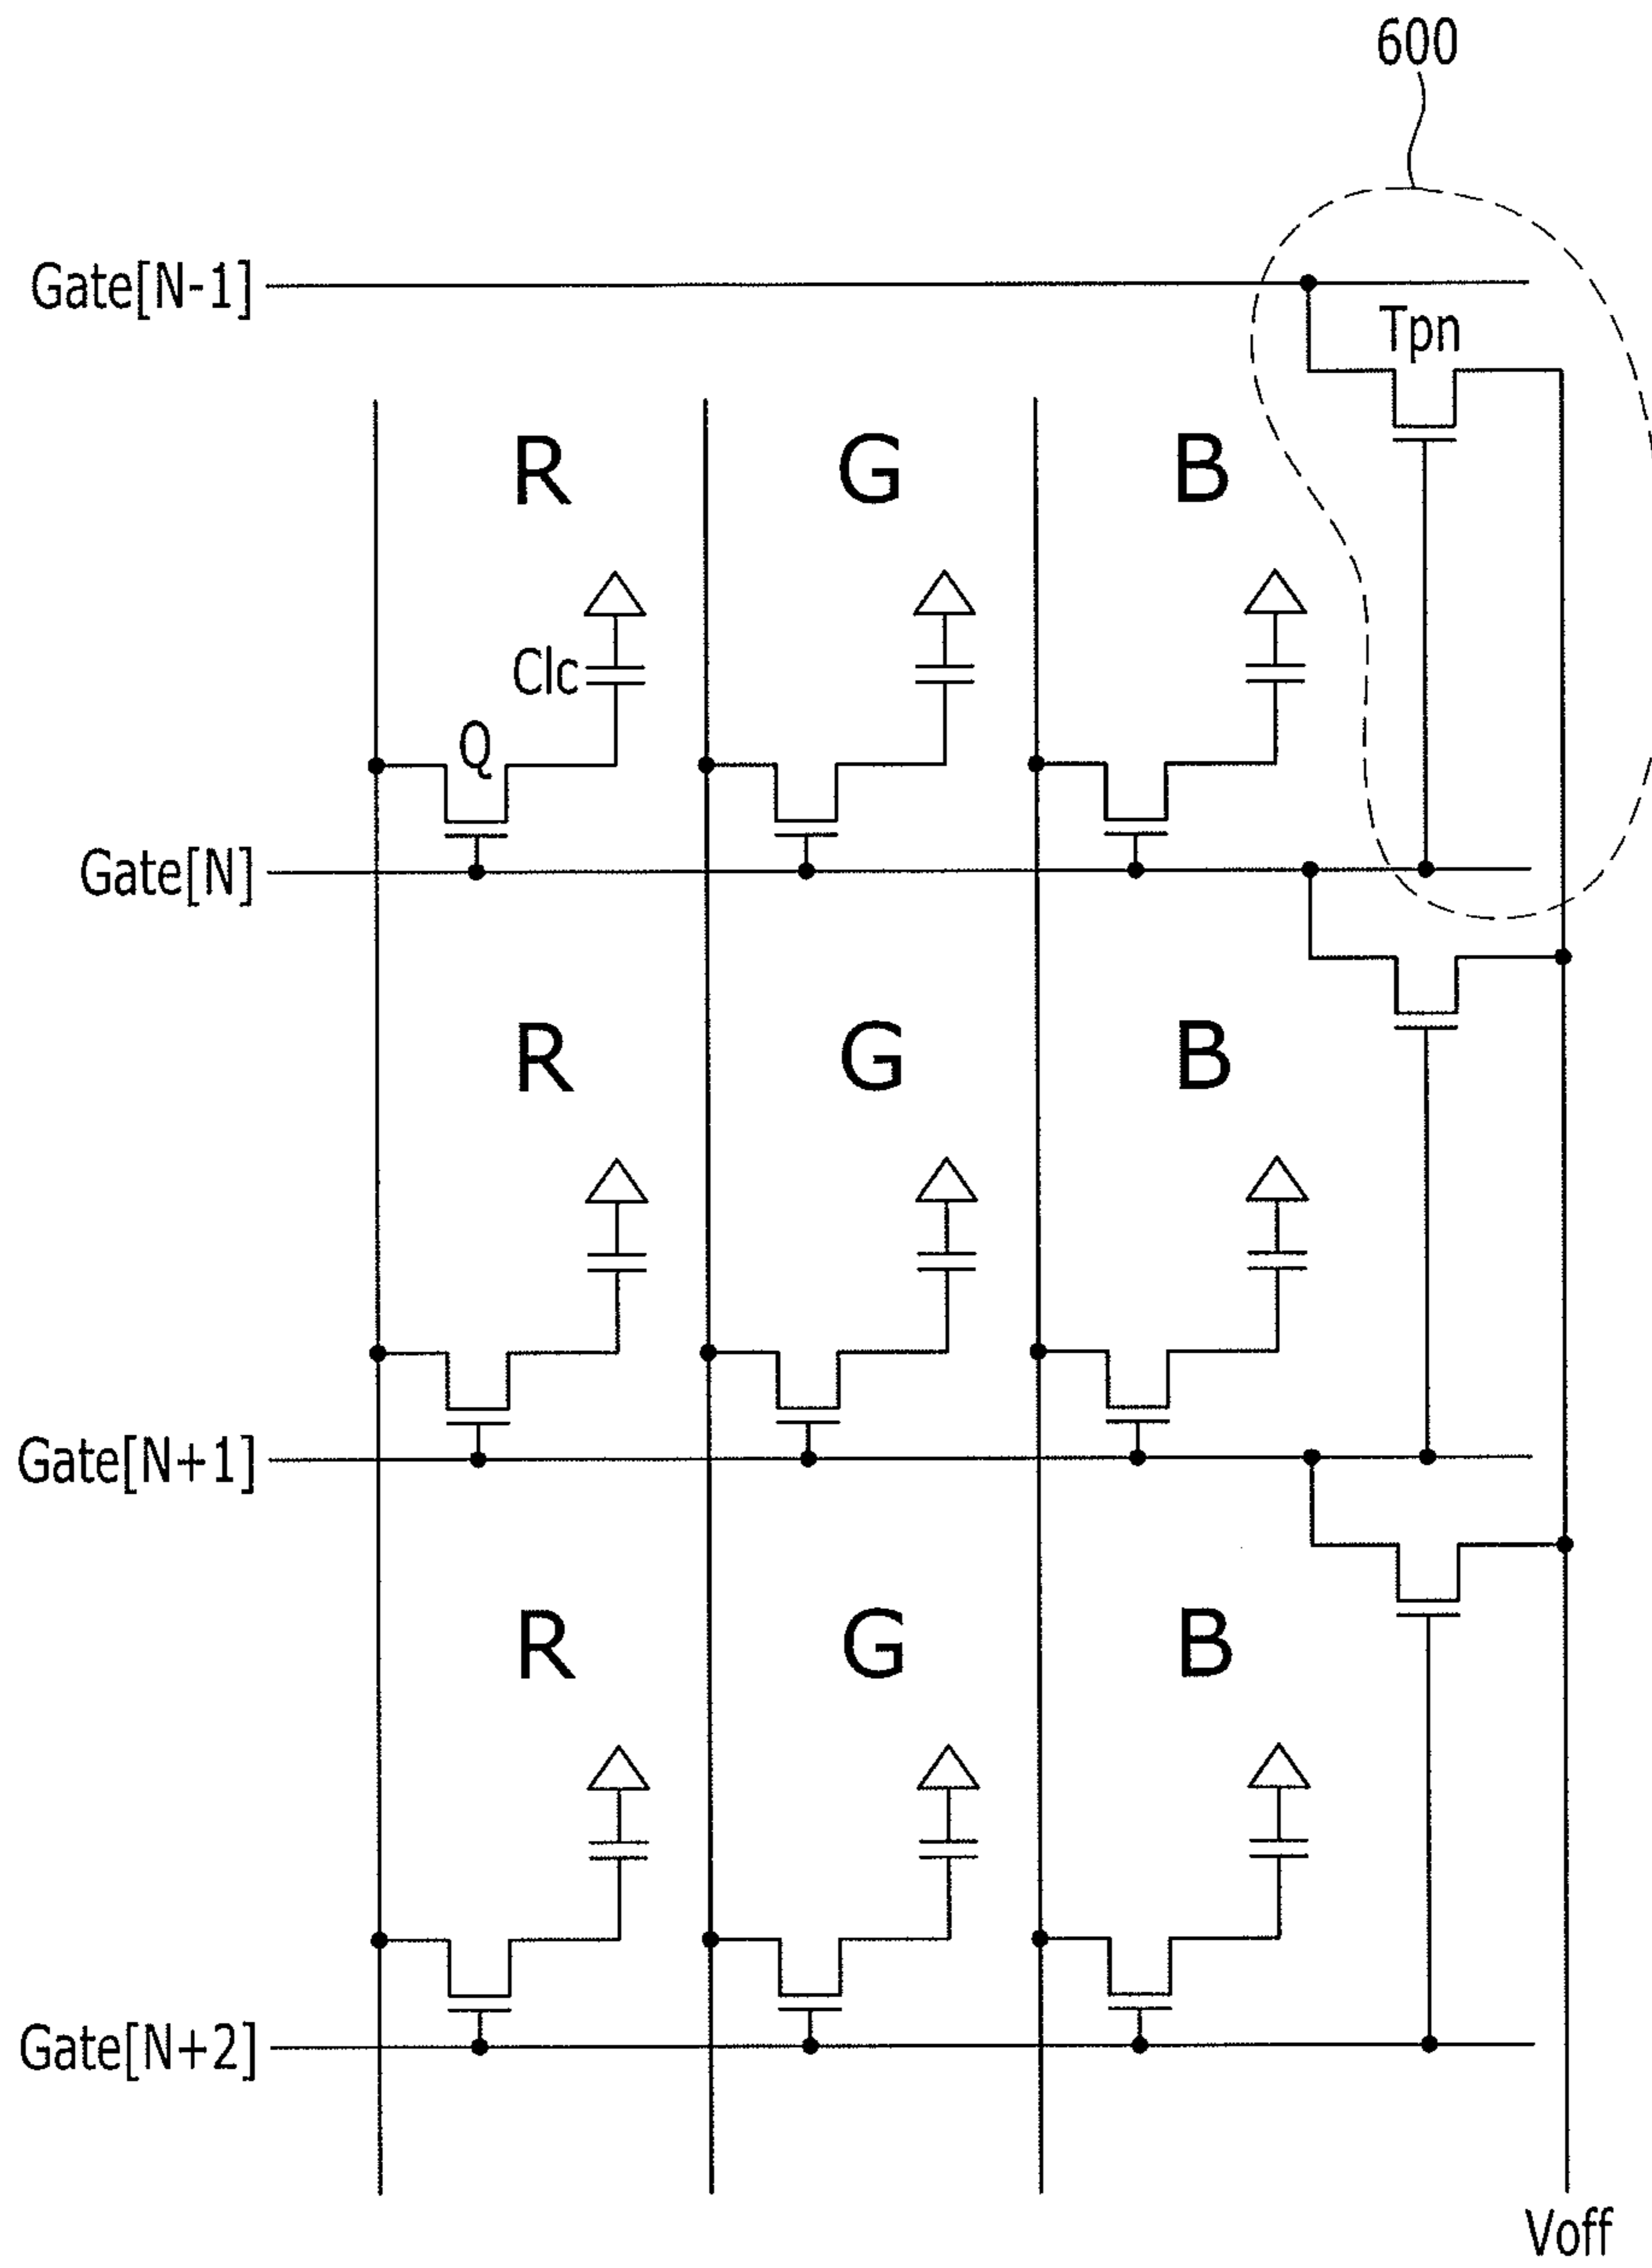 600
Gate[N-1]
Tpn
R G B
Clc
Q
Gate[N]
R G B
Gate[N+1]
R G B
Gate[N+2]
Voff